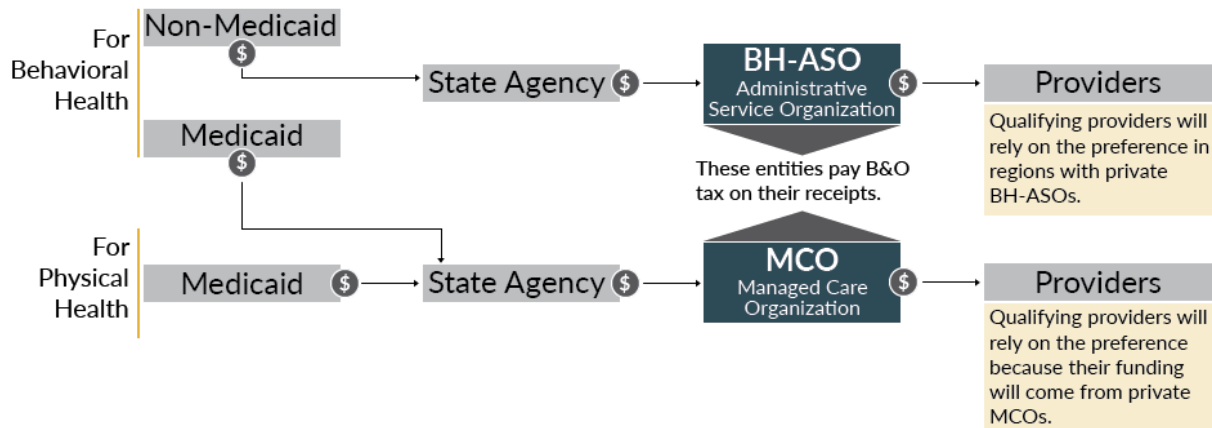 For
Behavioral
Health
Non-Medicaid
$
State Agency
$
BH-ASO
Administrative
Service Organization
$
Providers
Qualifying providers will
rely on the preference in
regions with private
BH-ASOs.
Medicaid
$
These entities pay B&O
tax on their receipts.
For
Physical
Health
Medicaid
$
State Agency
$
MCO
Managed Care
Organization
$
Providers
Qualifying providers will
rely on the preference
because their funding
will come from private
MCOs.